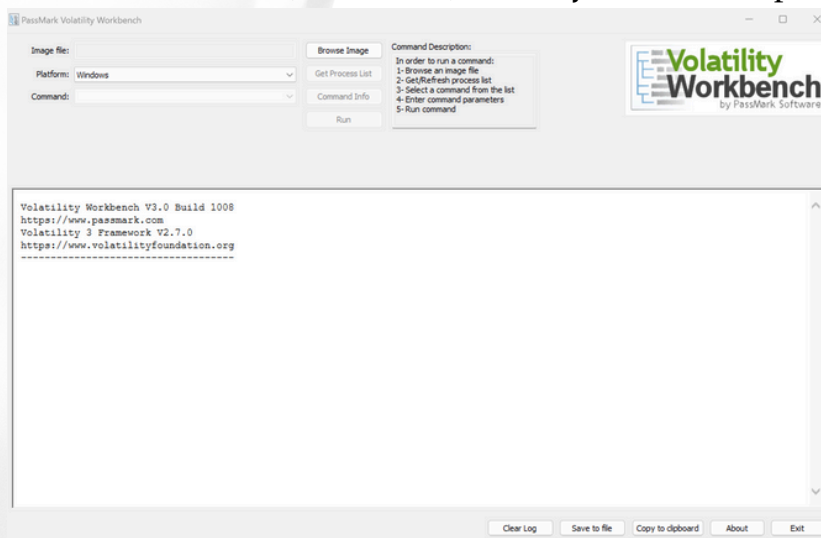 PassMark Volatility Workbench
Image file:
Browse Image
Platform: Windows
Get Process List
Command:
Command Info
Run
Command Description:
In order to run a command:
1- Browse an image file
2- Get/Refresh process list
3- Select a command from the list
4- Enter command parameters
5- Run command
Volatility
Workbench
by PassMark Software
Volatility Workbench V3.0 Build 1008
https://www.passmark.com
Volatility 3 Framework V2.7.0
https://www.volatilityfoundation.org
------------------------------------
Clear Log
Save to file
Copy to clipboard
About
Exit